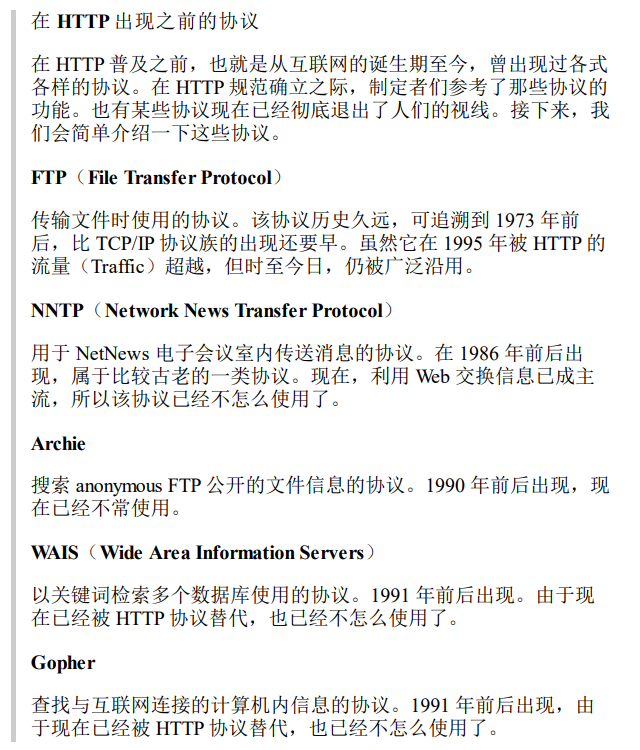 在 HTTP 出现之前的协议
在 HTTP 普及之前，也就是从互联网的诞生期至今，曾出现过各式
各样的协议。在 HTTP 规范确立之际，制定者们参考了那些协议的
功能。也有某些协议现在已经彻底退出了人们的视线。接下来，我
们会简单介绍一下这些协议。
FTP（File Transfer Protocol）
传输文件时使用的协议。该协议历史久远，可追溯到 1973 年前
后，比 TCP/IP 协议族的出现还要早。虽然它在 1995 年被 HTTP 的
流量（Traffic）超越，但时至今日，仍被广泛沿用。
NNTP（Network News Transfer Protocol）
用于 NetNews 电子会议室内传送消息的协议。在 1986 年前后出
现，属于比较古老的一类协议。现在，利用 Web 交换信息已成主
流，所以该协议已经不怎么使用了。
Archie
搜索 anonymous FTP 公开的文件信息的协议。1990 年前后出现，现
在已经不常使用。
WAIS（Wide Area Information Servers）
以关键词检索多个数据库使用的协议。1991 年前后出现。由于现
在已经被 HTTP 协议替代，也已经不怎么使用了。
Gopher
查找与互联网连接的计算机内信息的协议。1991 年前后出现，由
于现在已经被 HTTP 协议替代，也已经不怎么使用了。